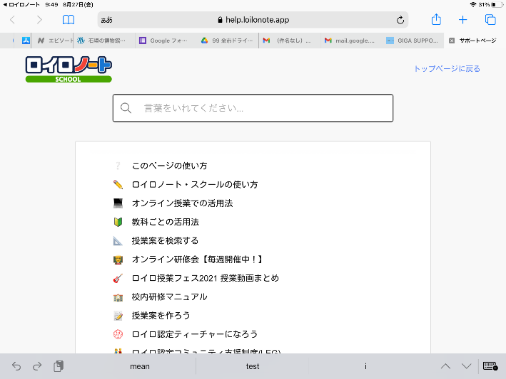 ◀ロイロノート 9:49 8月27日(金) 31%
ああ help.loilonote.app
エピソード Google フォー… (件名なし)… mail.google.… GIGA SUPPO… サポートページ
ロイロノート
SCHOOL
トップページに戻る
言葉をいれてください...
このページの使い方
ロイロノート・スクールの使い方
オンライン授業での活用法
教科ごとの活用法
授業案を検索する
オンライン研修会【毎週開催中！】
ロイロ授業フェス2021 授業動画まとめ
校内研修マニュアル
授業案を作ろう
ロイロ認定ティーチャーになろう
ロイロ認定コミュニティ支援制度(LEG)
mean test i